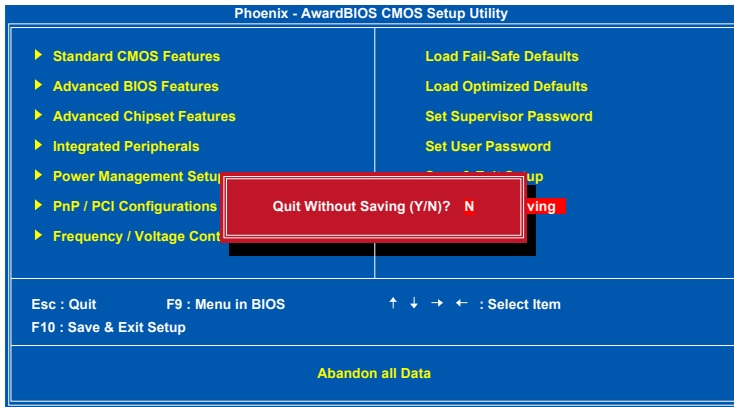 Phoenix - AwardBIOS CMOS Setup Utility
Standard CMOS Features
Advanced BIOS Features
Advanced Chipset Features
Integrated Peripherals
Power Management Setup
PnP / PCI Configurations
Frequency / Voltage Cont
Load Fail-Safe Defaults
Load Optimized Defaults
Set Supervisor Password
Set User Password
up
ving
Quit Without Saving (Y/N)? N
Esc : Quit F9 : Menu in BIOS ↑ ↓ → ← : Select Item
F10 : Save & Exit Setup
Abandon all Data